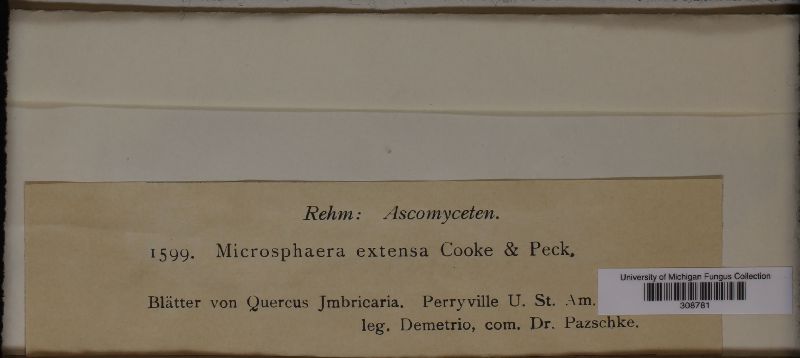 Rehm: Ascomyceten.
1599. Microsphaera extensa Cooke & Peck.
Blätter von Quercus Jmbricaria. Perryville U. St. Am.
leg. Demetrio, com. Dr. Pazschke.
University of Michigan Fungus Collection
308781